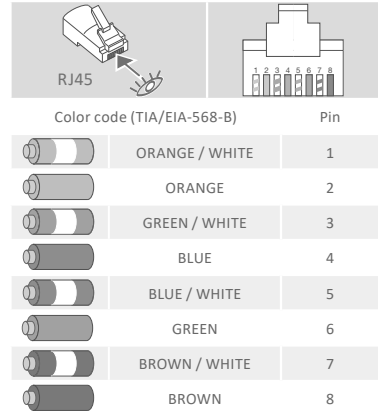 RJ45
1 2 3 4 5 6 7 8
Color code (TIA/EIA-568-B) Pin
ORANGE / WHITE 1
ORANGE 2
GREEN / WHITE 3
BLUE 4
BLUE / WHITE 5
GREEN 6
BROWN / WHITE 7
BROWN 8